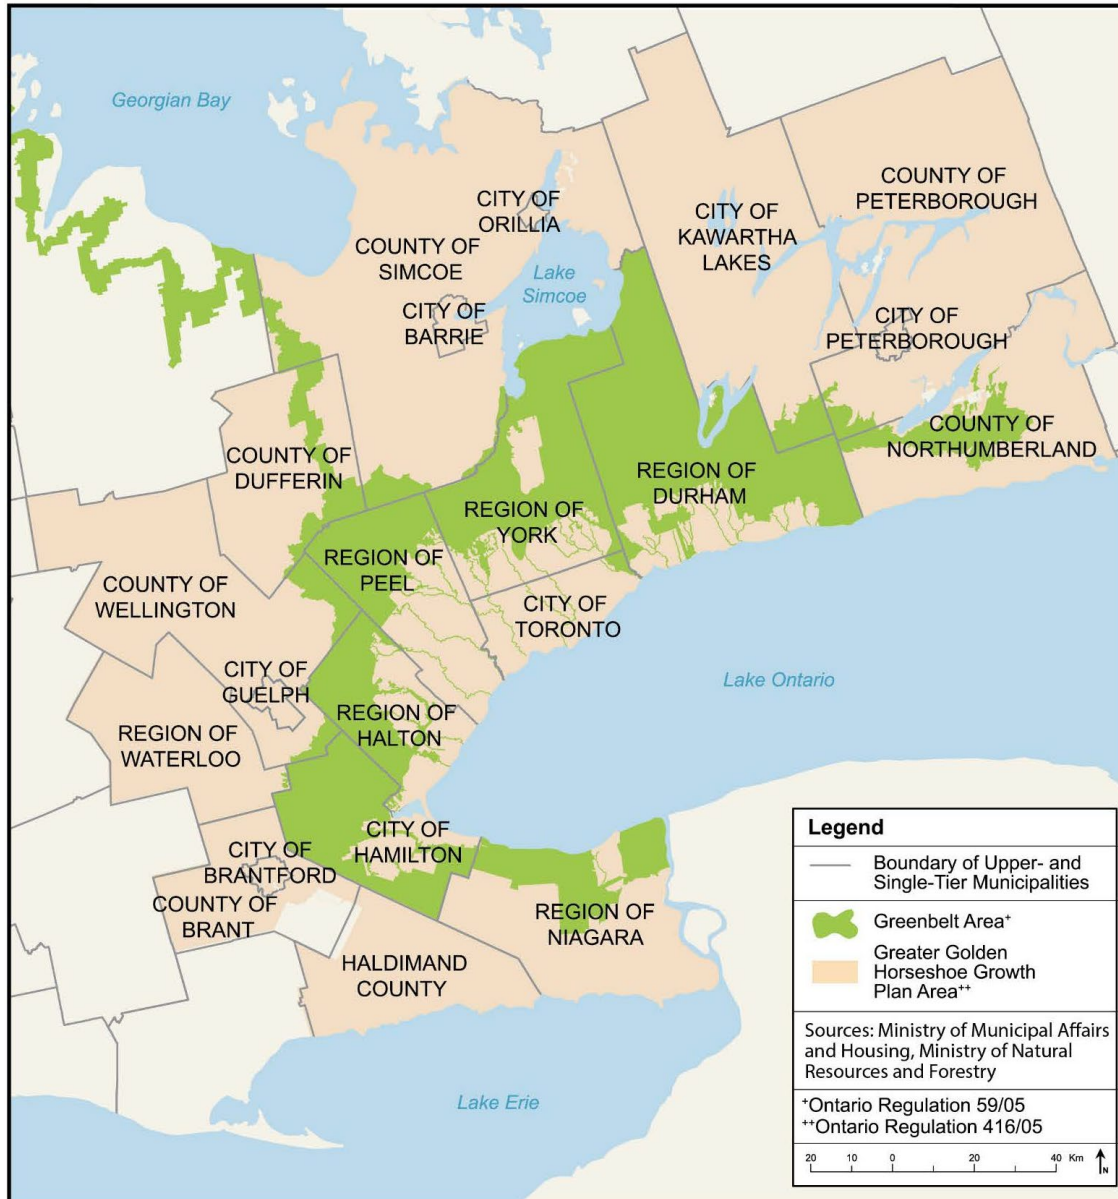 Georgian Bay
CITY OF
ORILLIA
COUNTY OF
SIMCOE
Lake
Simcoe
CITY OF
BARRIE
CITY OF
KAWARTHA
LAKES
COUNTY OF
PETERBOROUGH
CITY OF
PETERBOROUGH
COUNTY OF
NORTHUMBERLAND
COUNTY OF
DUFFERIN
REGION OF
DURHAM
REGION OF
YORK
REGION OF
PEEL
COUNTY OF
WELLINGTON
CITY OF
TORONTO
CITY OF
GUELPH
Lake Ontario
REGION OF
HALTON
REGION OF
WATERLOO
CITY OF
HAMILTON
CITY OF
BRANTFORD
COUNTY OF
BRANT
REGION OF
NIAGARA
HALDIMAND
COUNTY
Lake Erie
Legend
Boundary of Upper- and
Single-Tier Municipalities
Greenbelt Area+
Greater Golden
Horseshoe Growth
Plan Area++
Sources: Ministry of Municipal Affairs
and Housing, Ministry of Natural
Resources and Forestry
+Ontario Regulation 59/05
++Ontario Regulation 416/05
20 10 0 20 40 Km N